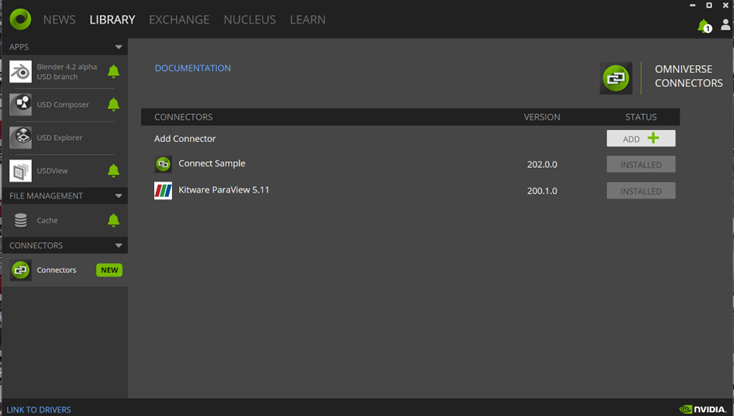 NEWS LIBRARY EXCHANGE NUCLEUS LEARN
1
APPS
Blender 4.2 alpha
USD branch
USD Composer
USD Explorer
USDView
FILE MANAGEMENT
Cache
CONNECTORS
Connectors NEW
DOCUMENTATION
OMNIVERSE
CONNECTORS
CONNECTORS VERSION STATUS
Add Connector ADD
Connect Sample 202.0.0 INSTALLED
Kitware ParaView 5.11 200.1.0 INSTALLED
LINK TO DRIVERS
NVIDIA.